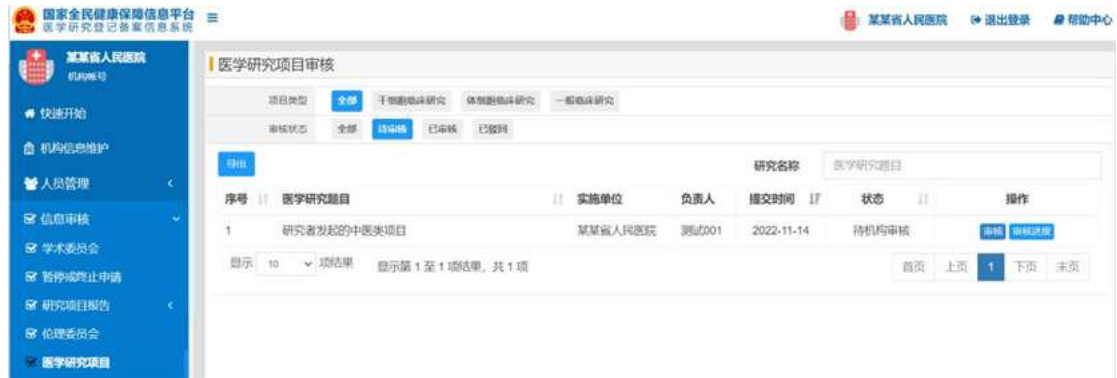 国家全民健康保障信息平台
医学研究登记备案信息系统
某某省人民医院 退出登录 帮助中心
某某省人民医院
机构帐号
快速开始
机构信息维护
人员管理
信息审核
学术委员会
暂停或终止申请
研究项目报告
伦理委员会
医学研究项目
医学研究项目审核
项目类型 全部 干细胞临床研究 体细胞临床研究 一般临床研究
审核状态 全部 待审核 已审核 已驳回
导出 研究名称 医学研究题目
序号 医学研究题目 实施单位 负责人 提交时间 状态 操作
1 研究者发起的中医类项目 某某省人民医院 测试001 2022-11-14 待机构审核 审核 审核进度
显示 10 项结果 显示第 1 至 1 项结果，共 1 项 首页 上页 1 下页 末页